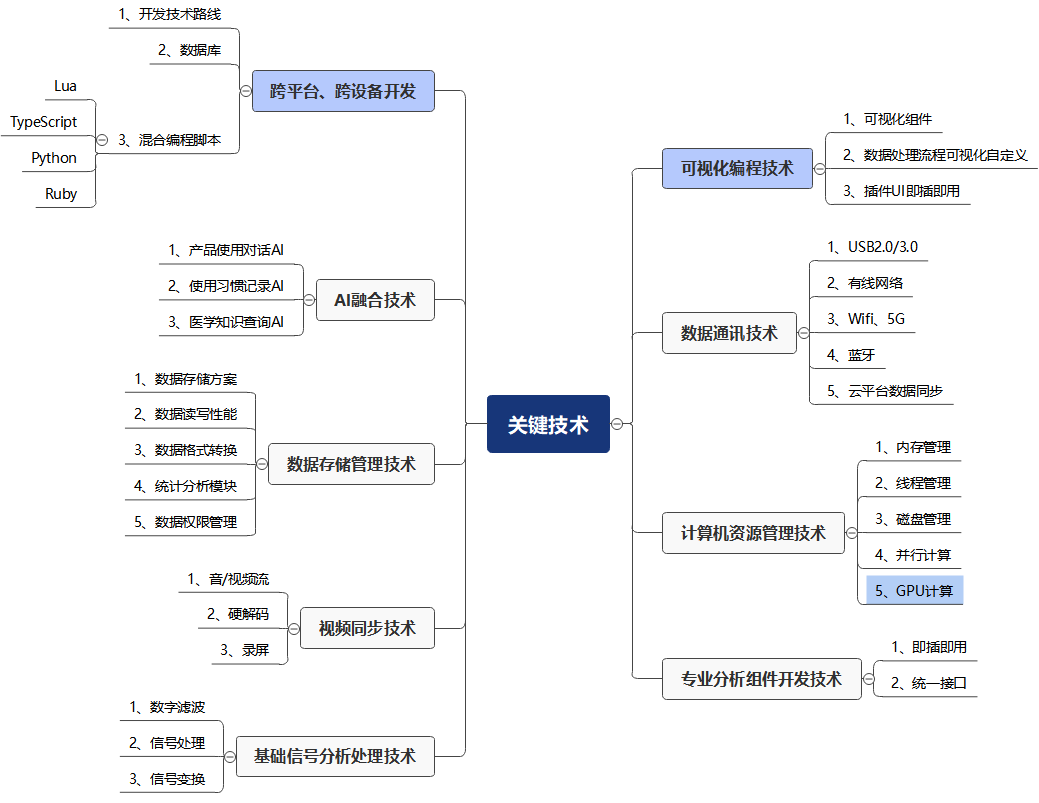 关键技术
跨平台、跨设备开发
1、开发技术路线
2、数据库
3、混合编程脚本
Lua
TypeScript
Python
Ruby
AI融合技术
1、产品使用对话AI
2、使用习惯记录AI
3、医学知识查询AI
数据存储管理技术
1、数据存储方案
2、数据读写性能
3、数据格式转换
4、统计分析模块
5、数据权限管理
视频同步技术
1、音/视频流
2、硬解码
3、录屏
基础信号分析处理技术
1、数字滤波
2、信号处理
3、信号变换
可视化编程技术
1、可视化组件
2、数据处理流程可视化自定义
3、插件UI即插即用
数据通讯技术
1、USB2.0/3.0
2、有线网络
3、Wifi、5G
4、蓝牙
5、云平台数据同步
计算机资源管理技术
1、内存管理
2、线程管理
3、磁盘管理
4、并行计算
5、GPU计算
专业分析组件开发技术
1、即插即用
2、统一接口